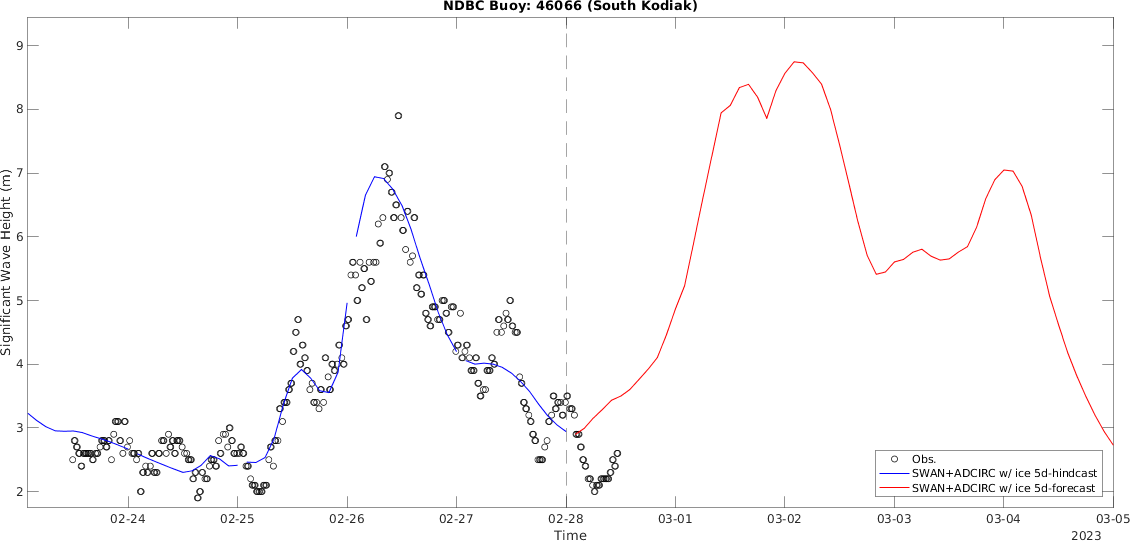 NDBC Buoy: 46066 (South Kodiak)
Significant Wave Height (m)
9
8
7
6
5
4
3
2
Obs.
SWAN+ADCIRC w/ ice 5d-hindcast
SWAN+ADCIRC w/ ice 5d-forecast
02-24 02-25 02-26 02-27 02-28 03-01 03-02 03-03 03-04 03-05
Time
2023